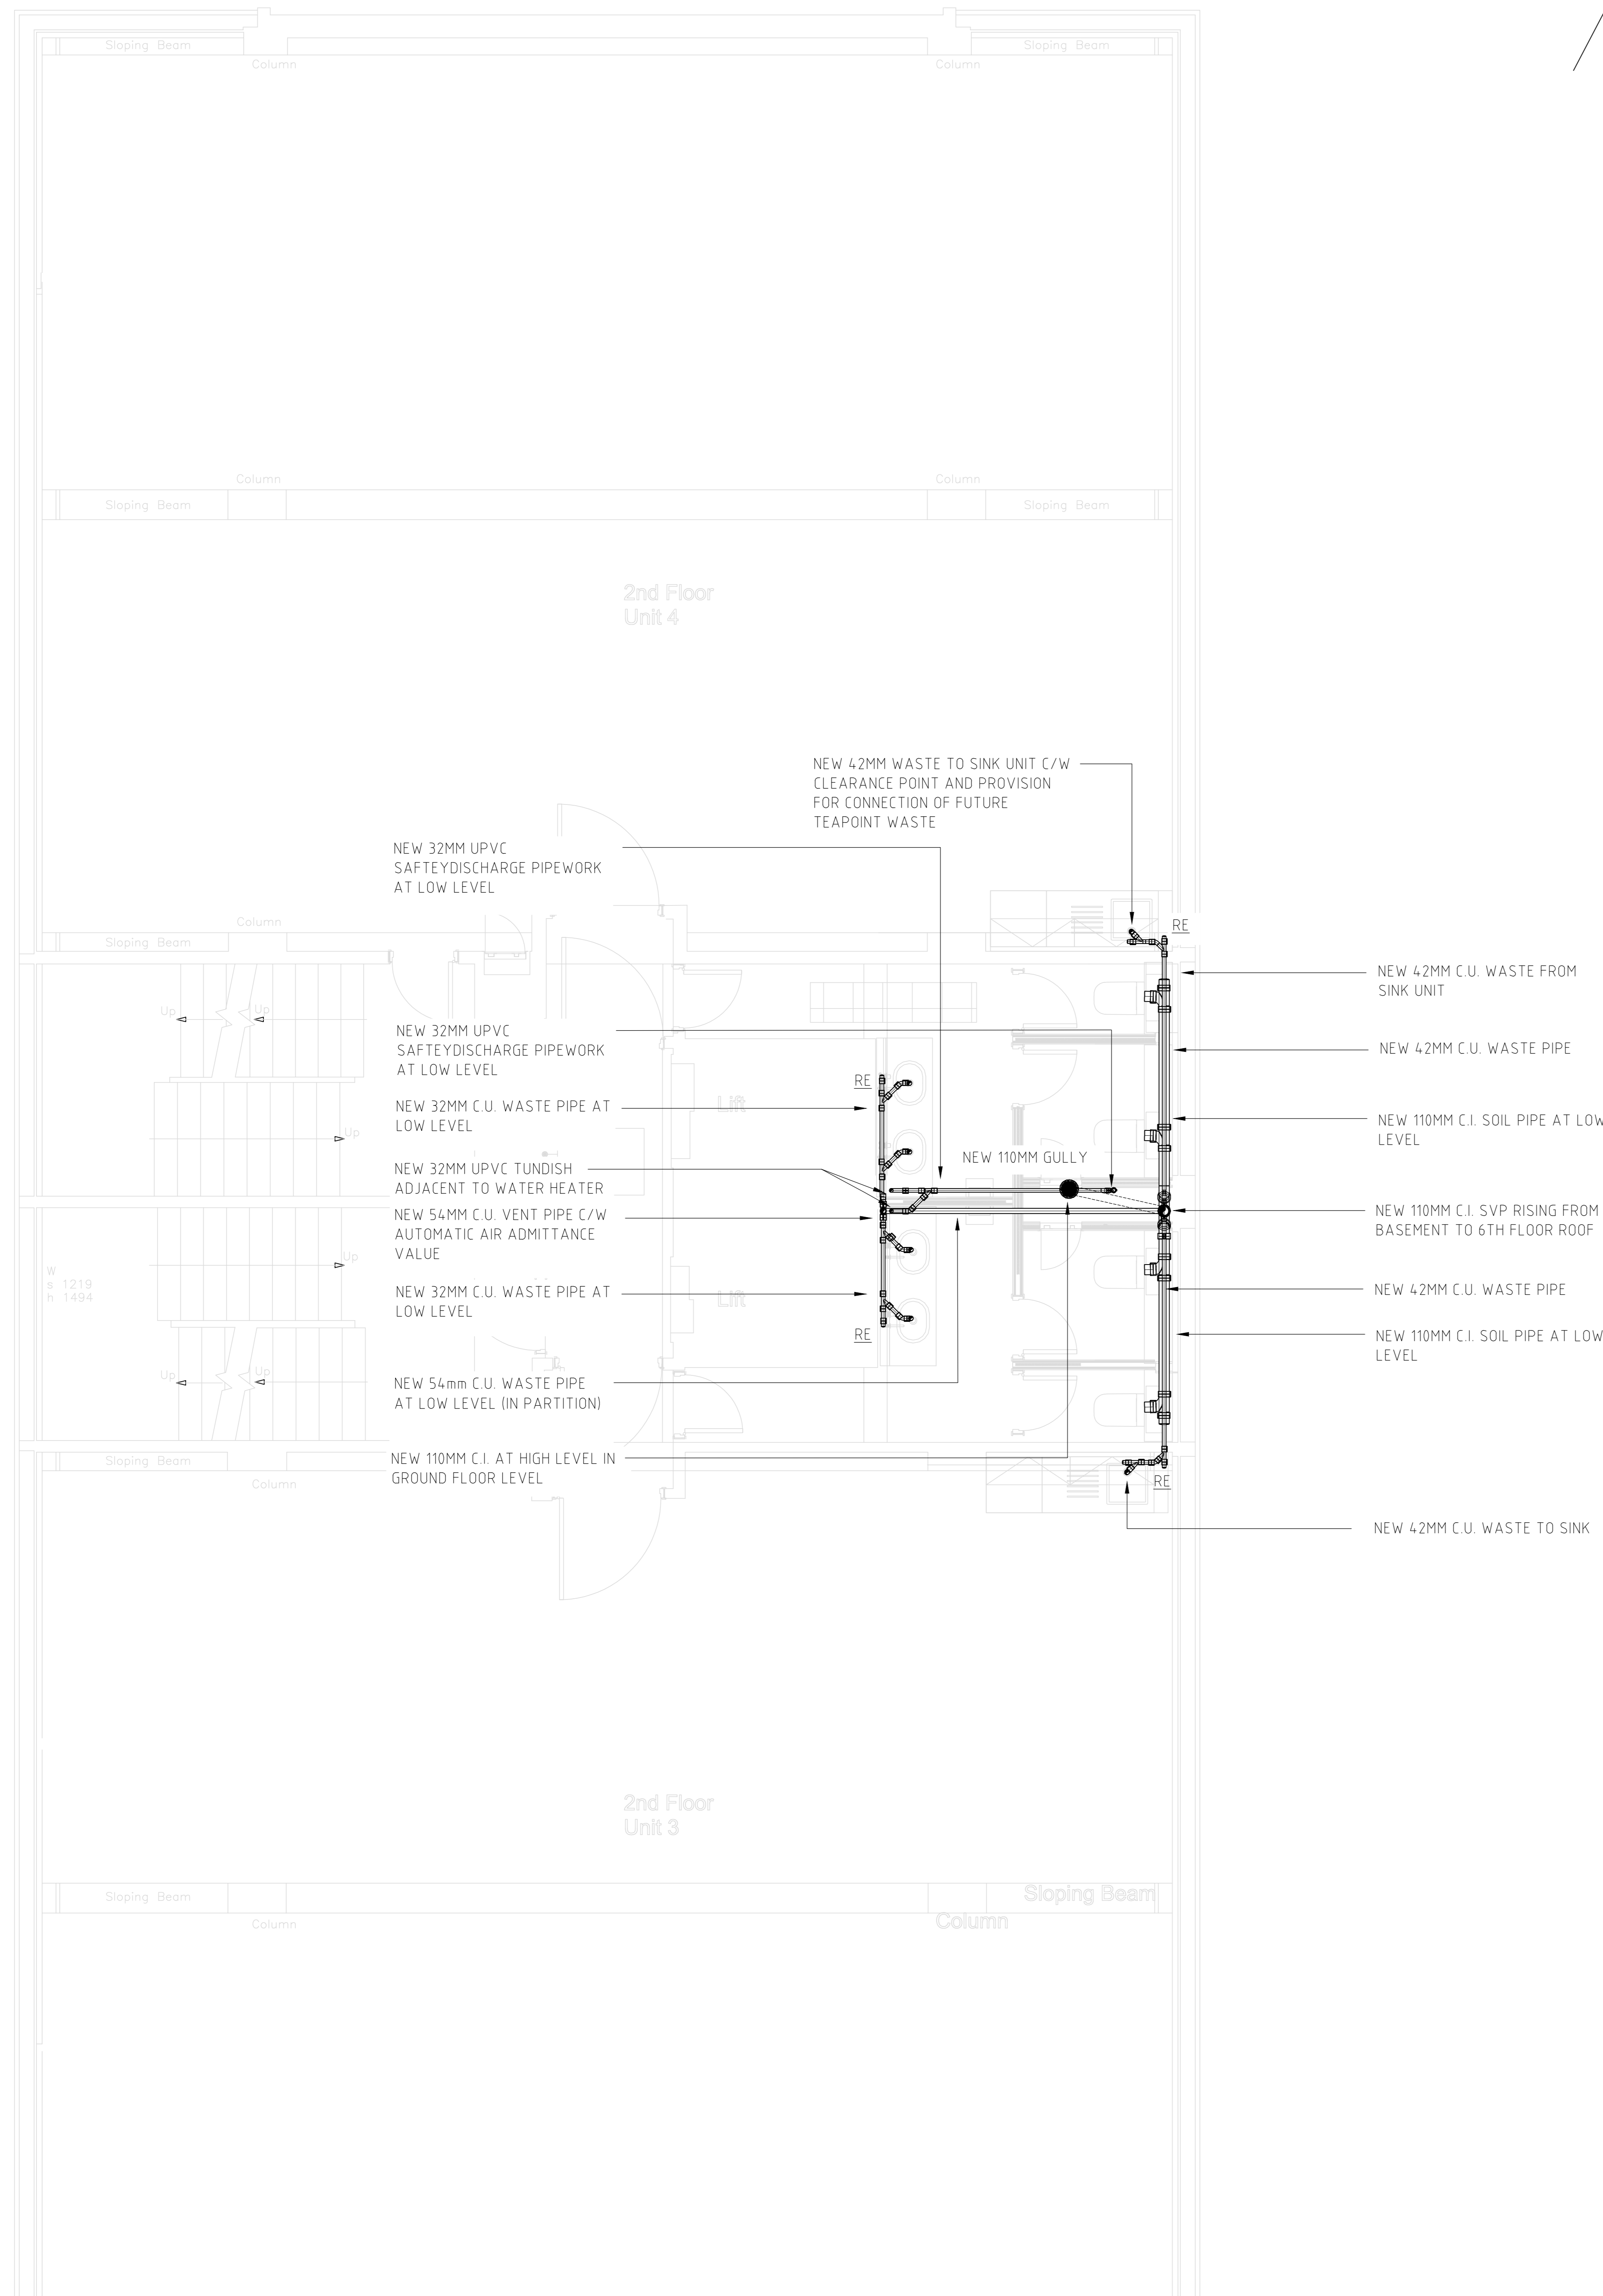 Sloping Beam
Sloping Beam
Column
Column
Column
Column
Sloping Beam
Sloping Beam
2nd Floor
Unit 4
NEW 42MM WASTE TO SINK UNIT C/W
CLEARANCE POINT AND PROVISION
FOR CONNECTION OF FUTURE
TEAPOINT WASTE
NEW 32MM UPVC
SAFTEYDISCHARGE PIPEWORK
AT LOW LEVEL
Column
RE
Sloping Beam
NEW 42MM C.U. WASTE FROM
SINK UNIT
Up
Up
NEW 32MM UPVC
SAFTEYDISCHARGE PIPEWORK
AT LOW LEVEL
NEW 42MM C.U. WASTE PIPE
RE
NEW 32MM C.U. WASTE PIPE AT
LOW LEVEL
Lift
NEW 110MM C.I. SOIL PIPE AT LOW
LEVEL
Up
NEW 110MM GULLY
NEW 32MM UPVC TUNDISH
ADJACENT TO WATER HEATER
NEW 54MM C.U. VENT PIPE C/W
AUTOMATIC AIR ADMITTANCE
VALUE
NEW 110MM C.I. SVP RISING FROM
BASEMENT TO 6TH FLOOR ROOF
Up
W
s 1219
h 1494
NEW 32MM C.U. WASTE PIPE AT
LOW LEVEL
Lift
NEW 42MM C.U. WASTE PIPE
RE
NEW 110MM C.I. SOIL PIPE AT LOW
LEVEL
Up
Up
NEW 54mm C.U. WASTE PIPE
AT LOW LEVEL (IN PARTITION)
Sloping Beam
NEW 110MM C.I. AT HIGH LEVEL IN
GROUND FLOOR LEVEL
Column
RE
NEW 42MM C.U. WASTE TO SINK
2nd Floor
Unit 3
Sloping Beam
Sloping Beam
Column
Column